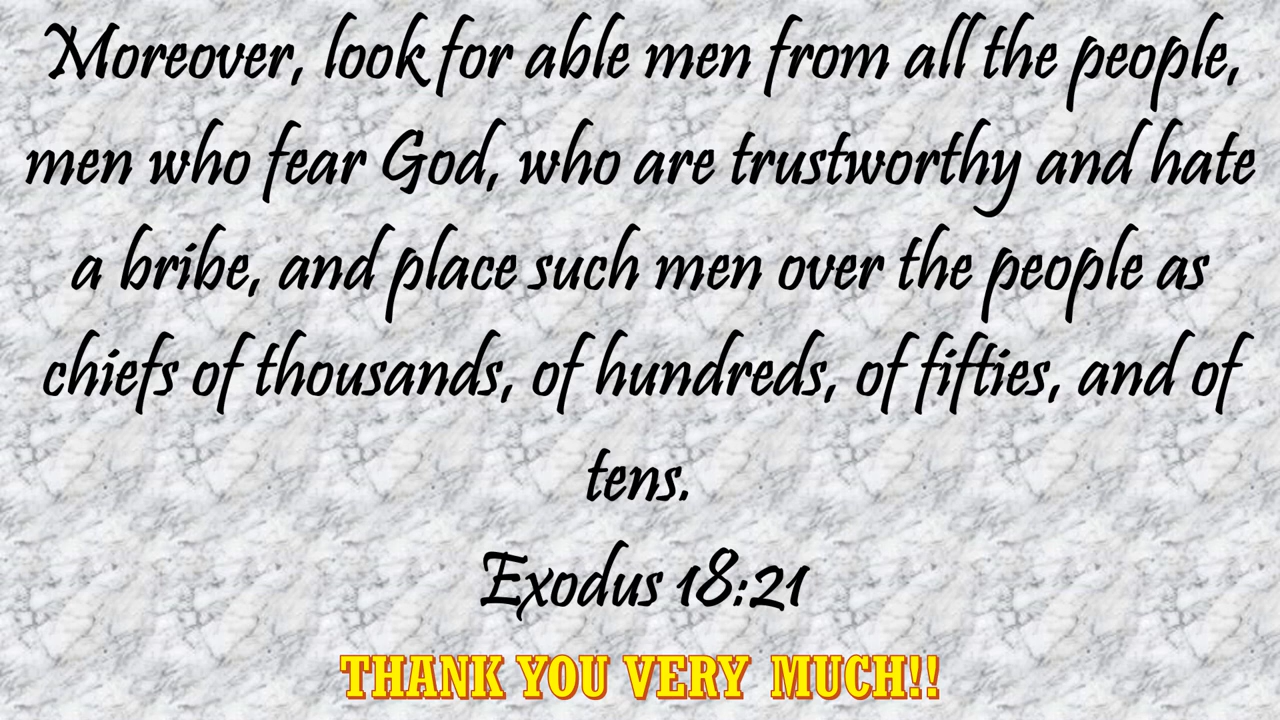 Moreover, look for able men from all the people,
men who fear God, who are trustworthy and hate
a bribe, and place such men over the people as
chiefs of thousands, of hundreds, of fifties, and of
tens.
Exodus 18:21
THANK YOU VERY MUCH!!